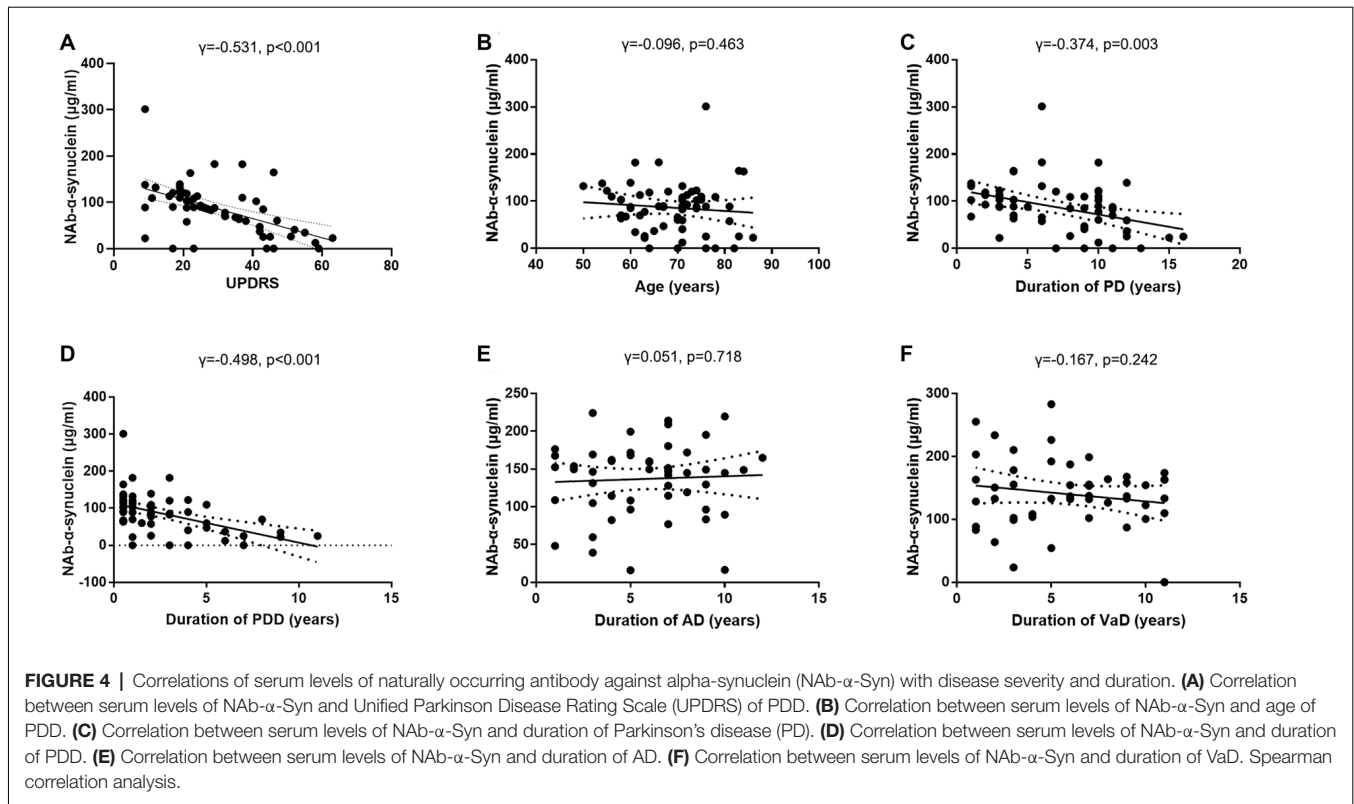 A
γ=-0.531, p<0.001
NAb-α-synuclein (µg/ml)
400
300
200
100
0
0 20 40 60 80
UPDRS
B
γ=-0.096, p=0.463
NAb-α-synuclein (µg/ml)
400
300
200
100
0
40 50 60 70 80 90 100
Age (years)
C
γ=-0.374, p=0.003
NAb-α-synuclein (µg/ml)
400
300
200
100
0
0 5 10 15 20
Duration of PD (years)
D
γ=-0.498, p<0.001
NAb-α-synuclein (µg/ml)
400
300
200
100
0
-100
0 5 10 15
Duration of PDD (years)
E
γ=0.051, p=0.718
NAb-α-synuclein (µg/ml)
250
200
150
100
50
0
0 5 10 15
Duration of AD (years)
F
γ=-0.167, p=0.242
NAb-α-synuclein (µg/ml)
300
200
100
0
0 5 10 15
Duration of VaD (years)
FIGURE 4 | Correlations of serum levels of naturally occurring antibody against alpha-synuclein (NAb-α-Syn) with disease severity and duration. (A) Correlation
between serum levels of NAb-α-Syn and Unified Parkinson Disease Rating Scale (UPDRS) of PDD. (B) Correlation between serum levels of NAb-α-Syn and age of
PDD. (C) Correlation between serum levels of NAb-α-Syn and duration of Parkinson's disease (PD). (D) Correlation between serum levels of NAb-α-Syn and duration
of PDD. (E) Correlation between serum levels of NAb-α-Syn and duration of AD. (F) Correlation between serum levels of NAb-α-Syn and duration of VaD. Spearman
correlation analysis.